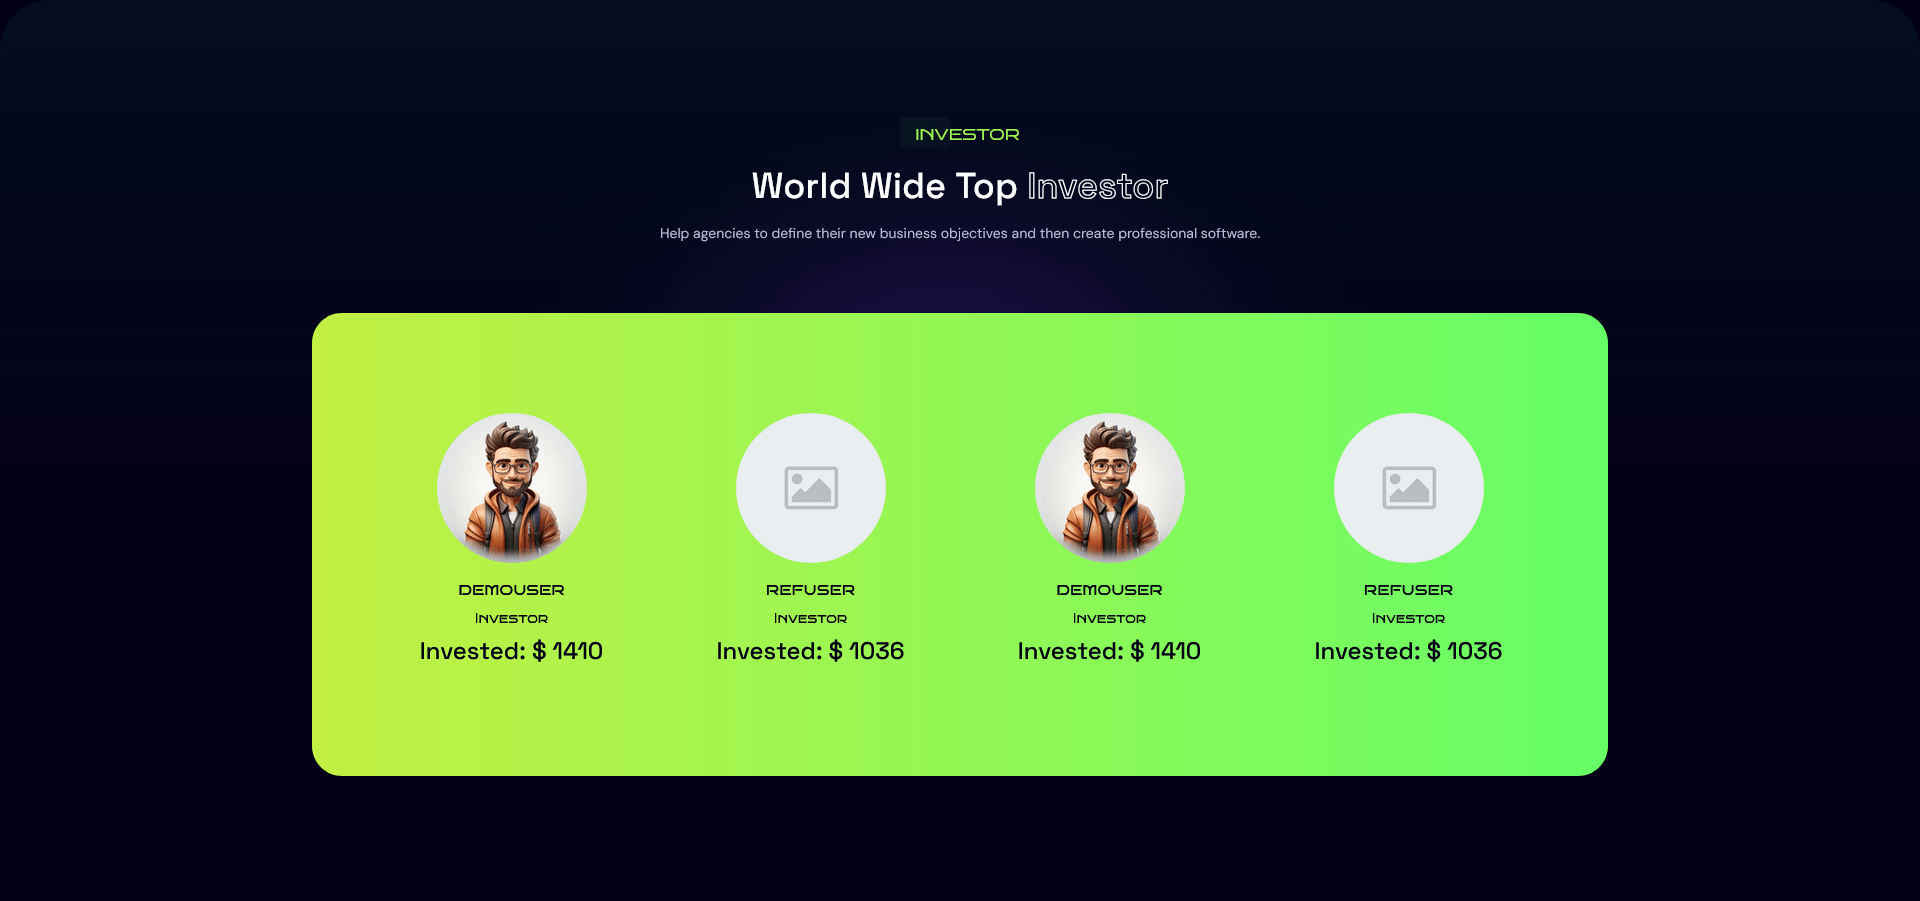 INVESTOR
World Wide Top Investor
Help agencies to define their new business objectives and then create professional software.
DEMOUSER
INVESTOR
Invested: $ 1410
REFUSER
INVESTOR
Invested: $ 1036
DEMOUSER
INVESTOR
Invested: $ 1410
REFUSER
INVESTOR
Invested: $ 1036